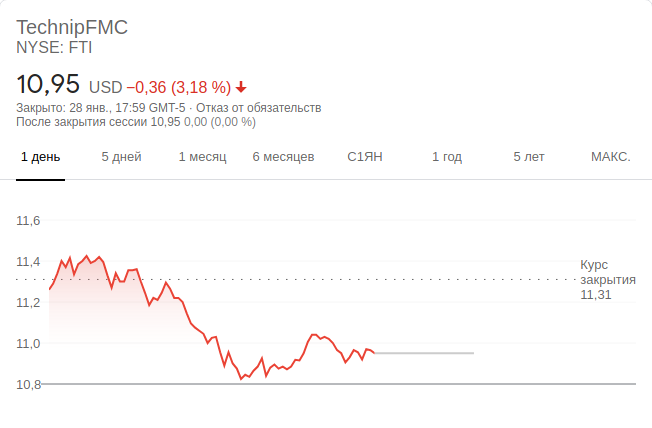 TechnipFMC
NYSE: FTI
10,95 USD −0,36 (3,18 %)
Закрыто: 28 янв., 17:59 GMT-5 · Отказ от обязательств
После закрытия сессии 10,95 0,00 (0,00 %)
1 день 5 дней 1 месяц 6 месяцев С1ЯН 1 год 5 лет МАКС.
11,6
11,4
11,2
11,0
10,8
Курс
закрытия
11,31